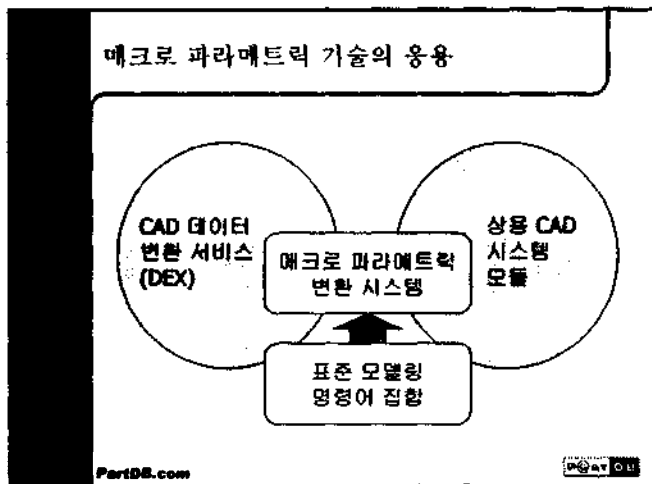 매크로 파라메트릭 기술의 응용
CAD 데이터
변환 서비스
(DEX)
매크로 파라메트릭
변환 시스템
상용 CAD
시스템
모듈
표준 모델링
명령어 집합
PartDB.com